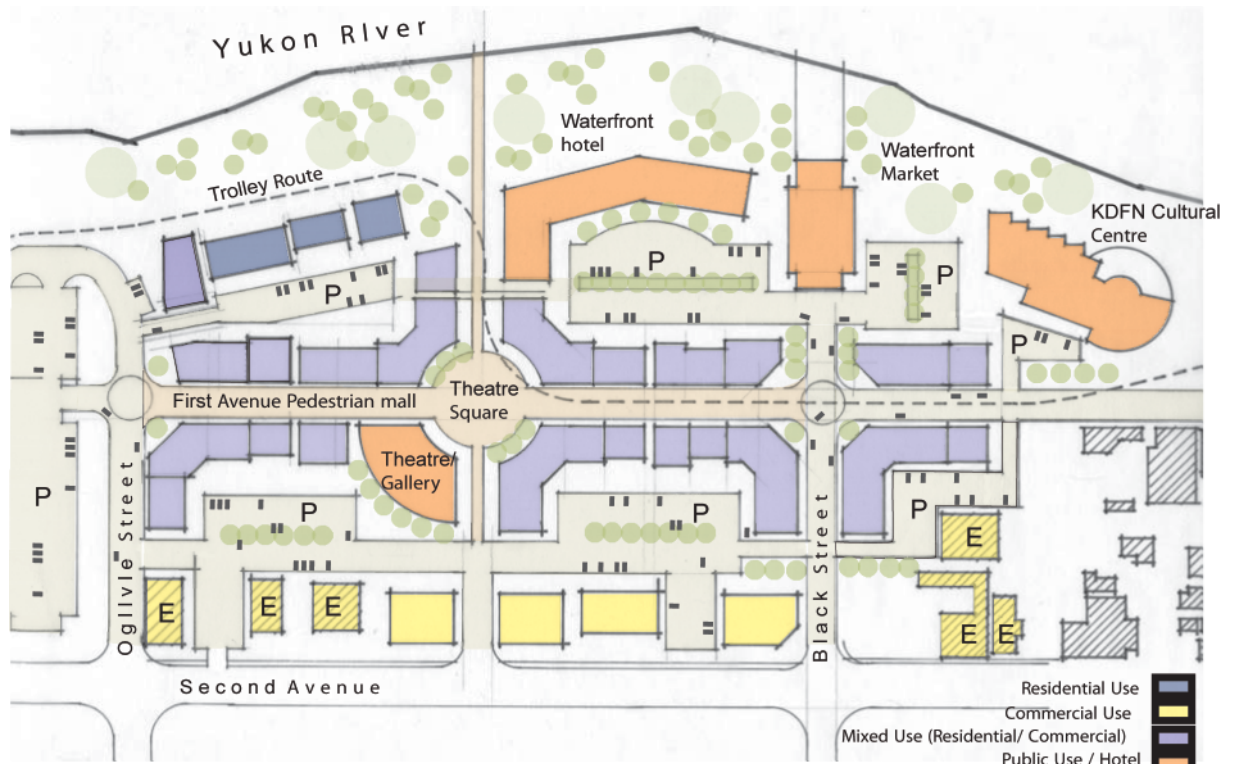 Yukon RIver
Waterfront
hotel
Waterfront
Market
Trolley Route
KDFN Cultural
Centre
P
P
P
P
First Avenue Pedestrian mall
Theatre
Square
Theatre/
Gallery
Ogilvie Street
Black Street
P
P
P
P
E
E
E
E
E
E
Second Avenue
Residential Use
Commercial Use
Mixed Use (Residential/ Commercial)
Public Use / Hotel